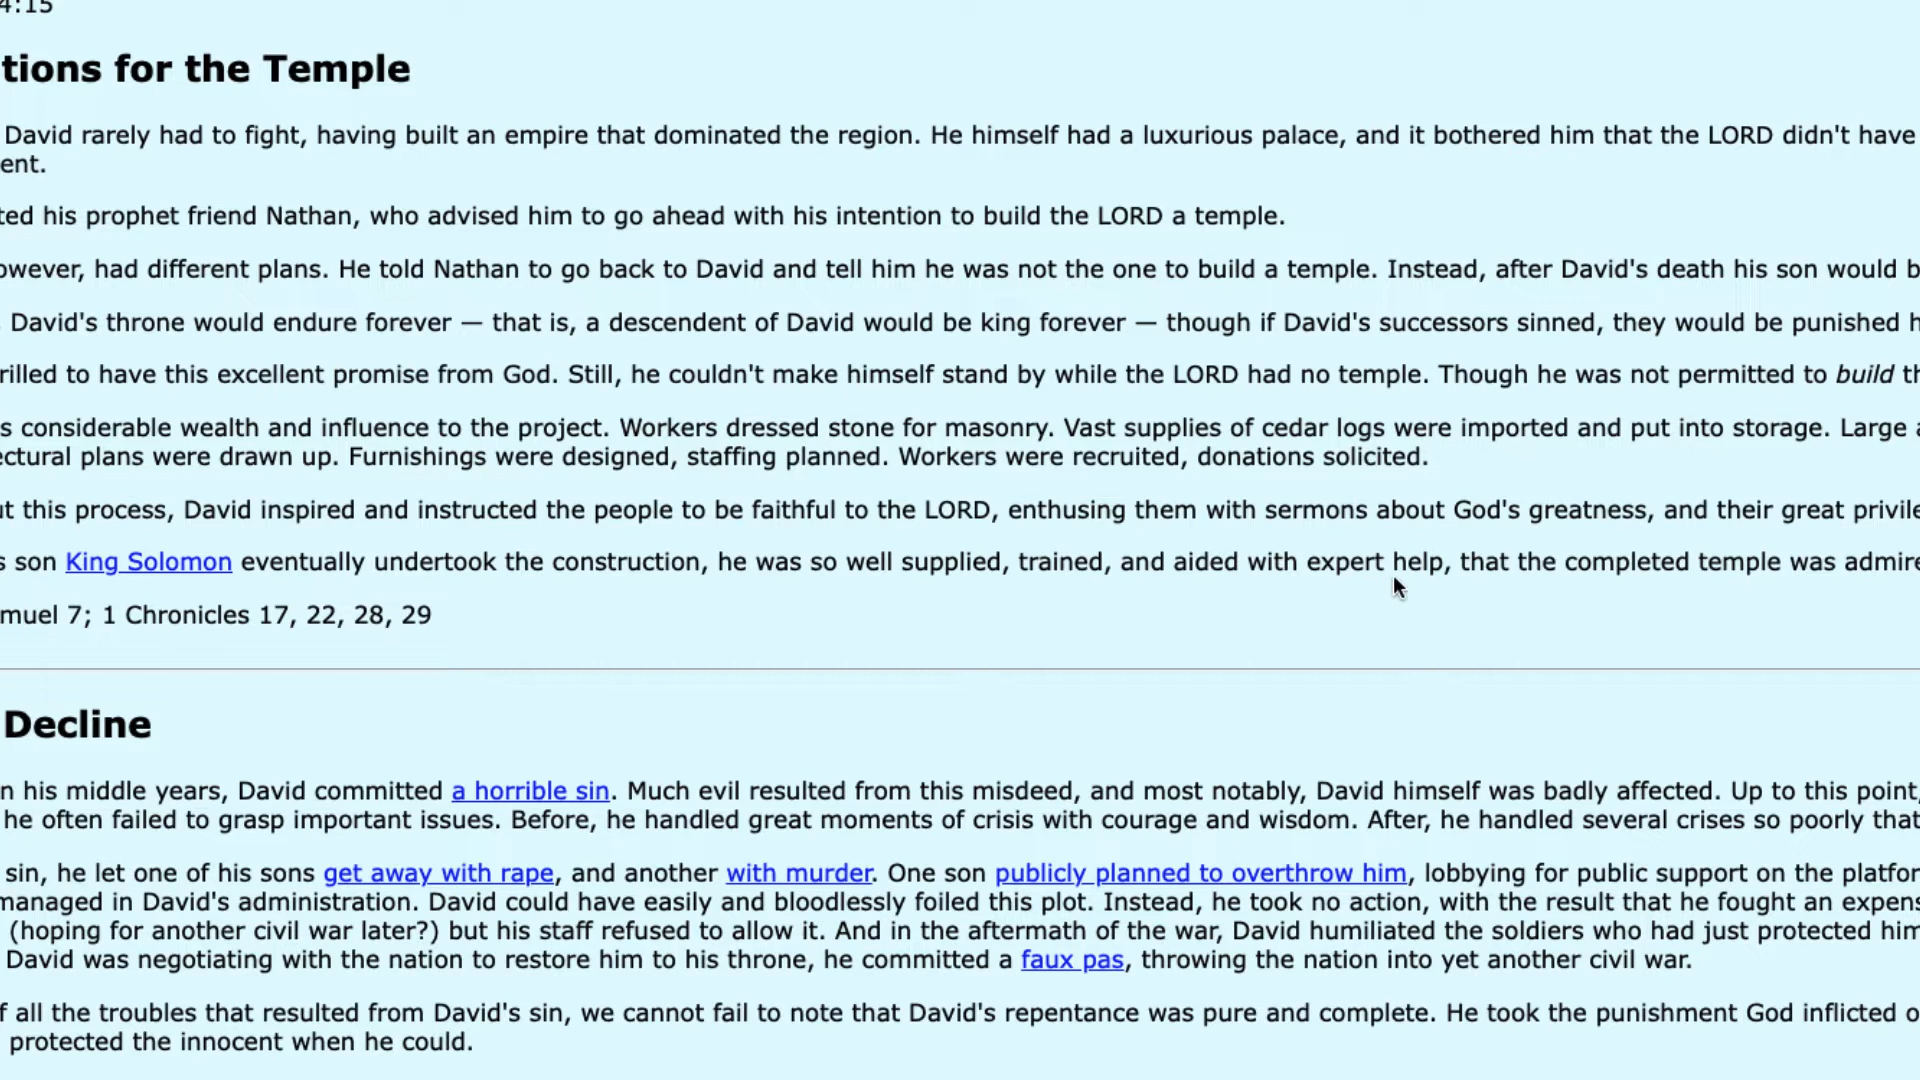 4:15
tions for the Temple
David rarely had to fight, having built an empire that dominated the region. He himself had a luxurious palace, and it bothered him that the LORD didn't have
ent.
ted his prophet friend Nathan, who advised him to go ahead with his intention to build the LORD a temple.
owever, had different plans. He told Nathan to go back to David and tell him he was not the one to build a temple. Instead, after David's death his son would b
David's throne would endure forever — that is, a descendent of David would be king forever — though if David's successors sinned, they would be punished h
rilled to have this excellent promise from God. Still, he couldn't make himself stand by while the LORD had no temple. Though he was not permitted to build th
s considerable wealth and influence to the project. Workers dressed stone for masonry. Vast supplies of cedar logs were imported and put into storage. Large a
ectural plans were drawn up. Furnishings were designed, staffing planned. Workers were recruited, donations solicited.
ut this process, David inspired and instructed the people to be faithful to the LORD, enthusing them with sermons about God's greatness, and their great privile
s son King Solomon eventually undertook the construction, he was so well supplied, trained, and aided with expert help, that the completed temple was admire
muel 7; 1 Chronicles 17, 22, 28, 29
Decline
n his middle years, David committed a horrible sin. Much evil resulted from this misdeed, and most notably, David himself was badly affected. Up to this point,
he often failed to grasp important issues. Before, he handled great moments of crisis with courage and wisdom. After, he handled several crises so poorly that
sin, he let one of his sons get away with rape, and another with murder. One son publicly planned to overthrow him, lobbying for public support on the platfor
managed in David's administration. David could have easily and bloodlessly foiled this plot. Instead, he took no action, with the result that he fought an expens
(hoping for another civil war later?) but his staff refused to allow it. And in the aftermath of the war, David humiliated the soldiers who had just protected him
David was negotiating with the nation to restore him to his throne, he committed a faux pas, throwing the nation into yet another civil war.
f all the troubles that resulted from David's sin, we cannot fail to note that David's repentance was pure and complete. He took the punishment God inflicted o
protected the innocent when he could.